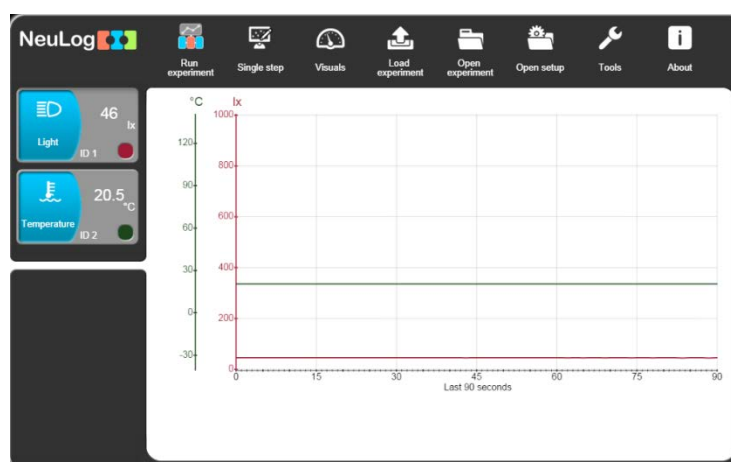 NeuLog
Run experiment
Single step
Visuals
Load experiment
Open experiment
Open setup
Tools
About
46 lx
Light
ID 1
20.5 °C
Temperature
ID 2
°C lx
120
90
60
30
0
-30
1000
800
600
400
200
0
0 15 30 45 60 75 90
Last 90 seconds